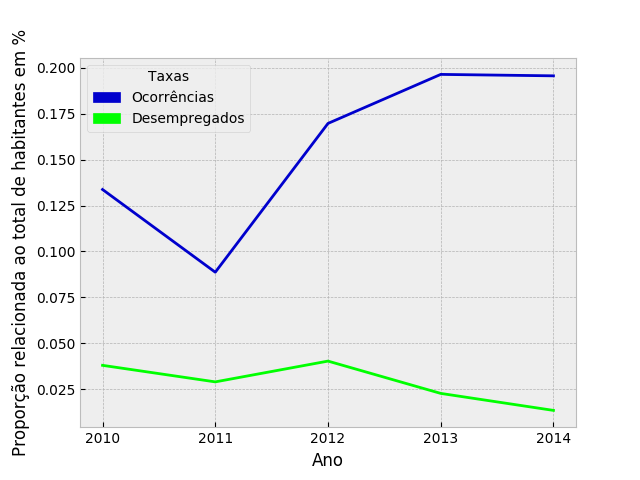 Proporção relacionada ao total de habitantes em %
0.200
0.175
0.150
0.125
0.100
0.075
0.050
0.025
Taxas
Ocorrências
Desempregados
2010 2011 2012 2013 2014
Ano